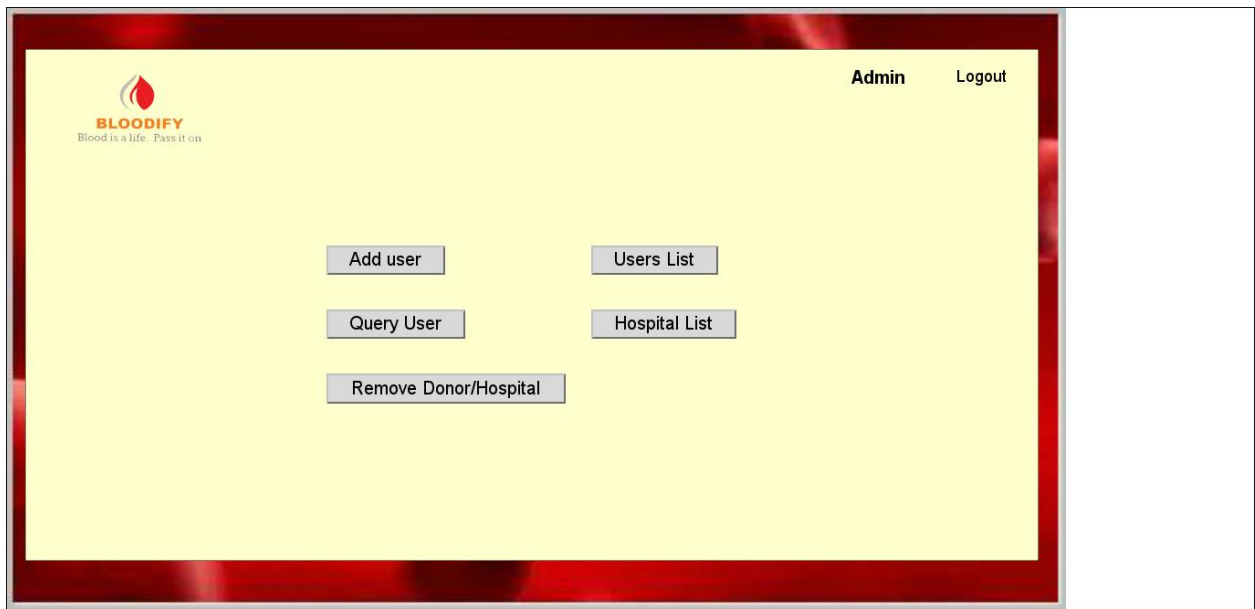 Admin Logout
BLOODIFY
Blood is a life. Pass it on
Add user Users List
Query User Hospital List
Remove Donor/Hospital